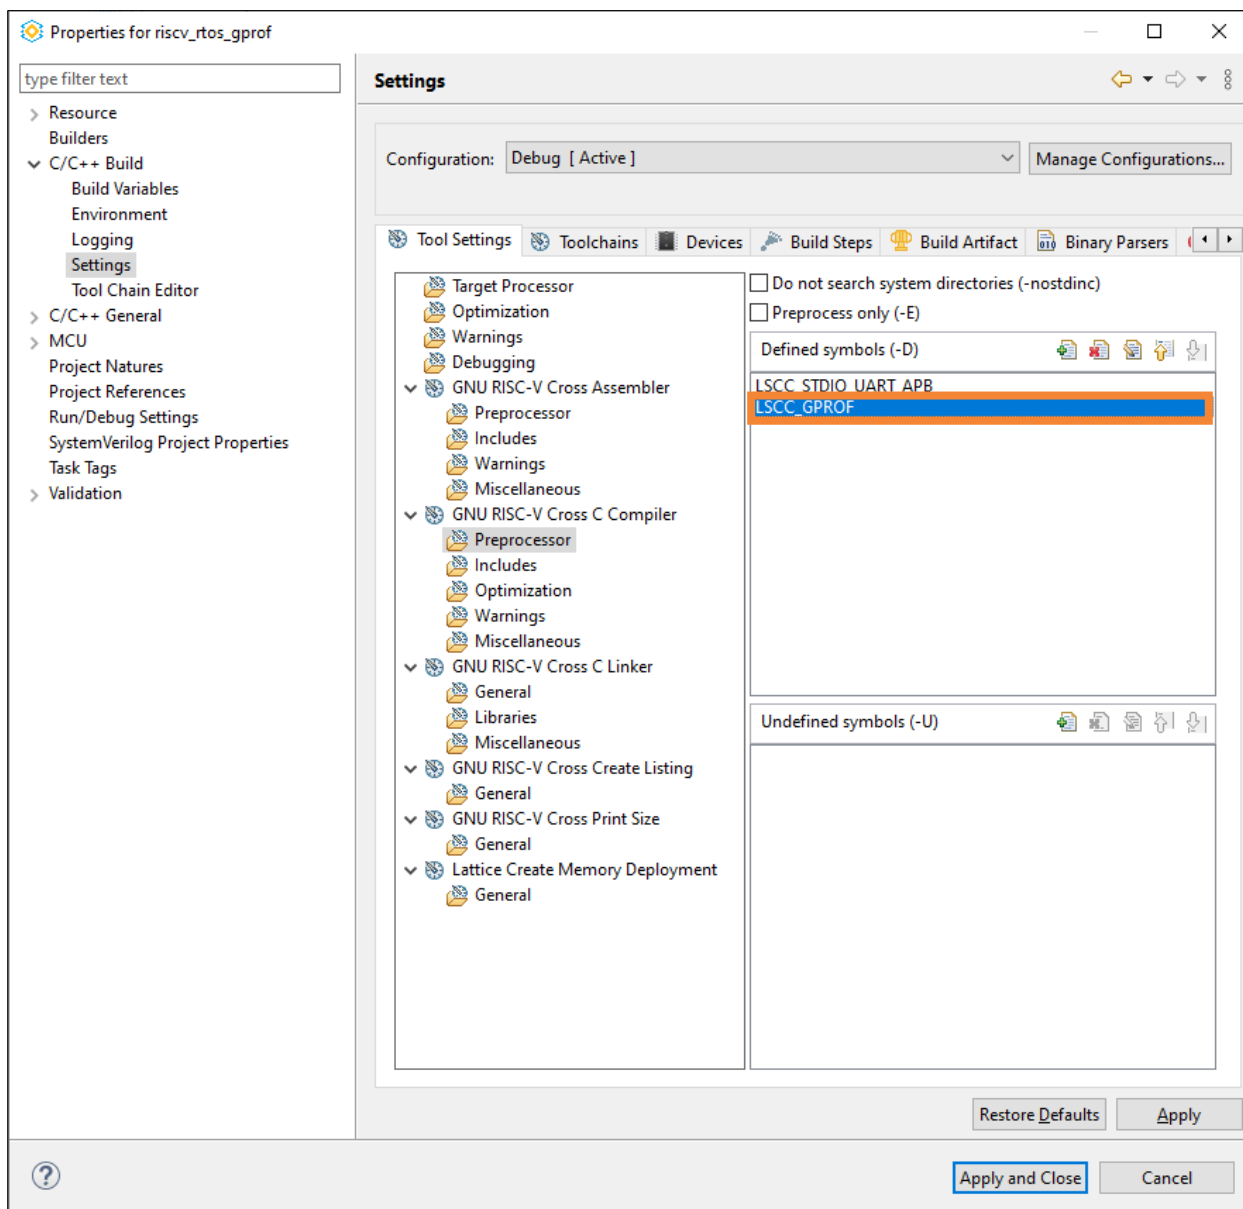 Properties for riscv_rtos_gprof
type filter text
Resource
Builders
C/C++ Build
Build Variables
Environment
Logging
Settings
Tool Chain Editor
C/C++ General
MCU
Project Natures
Project References
Run/Debug Settings
SystemVerilog Project Properties
Task Tags
Validation
Settings
Configuration: Debug [ Active ] Manage Configurations...
Tool Settings Toolchains Devices Build Steps Build Artifact Binary Parsers
Target Processor
Optimization
Warnings
Debugging
GNU RISC-V Cross Assembler
Preprocessor
Includes
Warnings
Miscellaneous
GNU RISC-V Cross C Compiler
Preprocessor
Includes
Optimization
Warnings
Miscellaneous
GNU RISC-V Cross C Linker
General
Libraries
Miscellaneous
GNU RISC-V Cross Create Listing
General
GNU RISC-V Cross Print Size
General
Lattice Create Memory Deployment
General
Do not search system directories (-nostdinc)
Preprocess only (-E)
Defined symbols (-D)
LSCC_STDIO_UART_APB
LSCC_GPROF
Undefined symbols (-U)
Restore Defaults Apply
Apply and Close Cancel